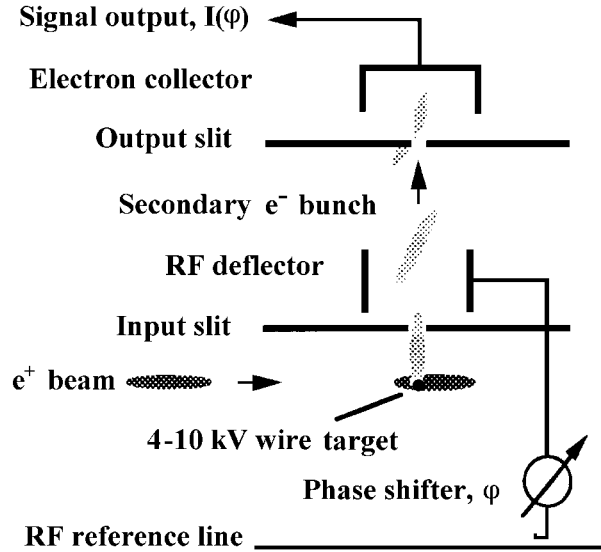 Signal output, I(φ)
Electron collector
Output slit
Secondary e⁻ bunch
RF deflector
Input slit
e⁺ beam
4-10 kV wire target
Phase shifter, φ
RF reference line